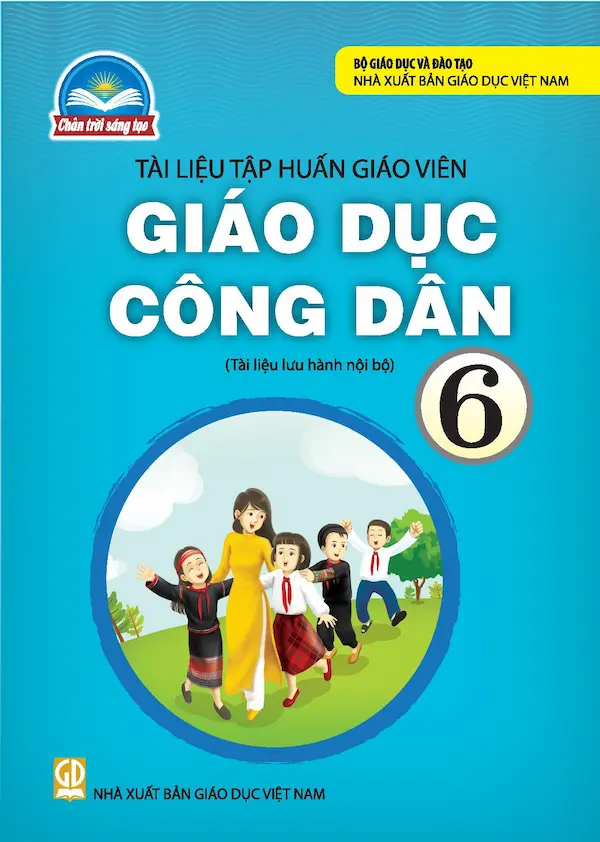 BỘ GIÁO DỤC VÀ ĐÀO TẠO
NHÀ XUẤT BẢN GIÁO DỤC VIỆT NAM
Chân trời sáng tạo
TÀI LIỆU TẬP HUẤN GIÁO VIÊN
GIÁO DỤC
CÔNG DÂN
(Tài liệu lưu hành nội bộ)
6
GD
NHÀ XUẤT BẢN GIÁO DỤC VIỆT NAM